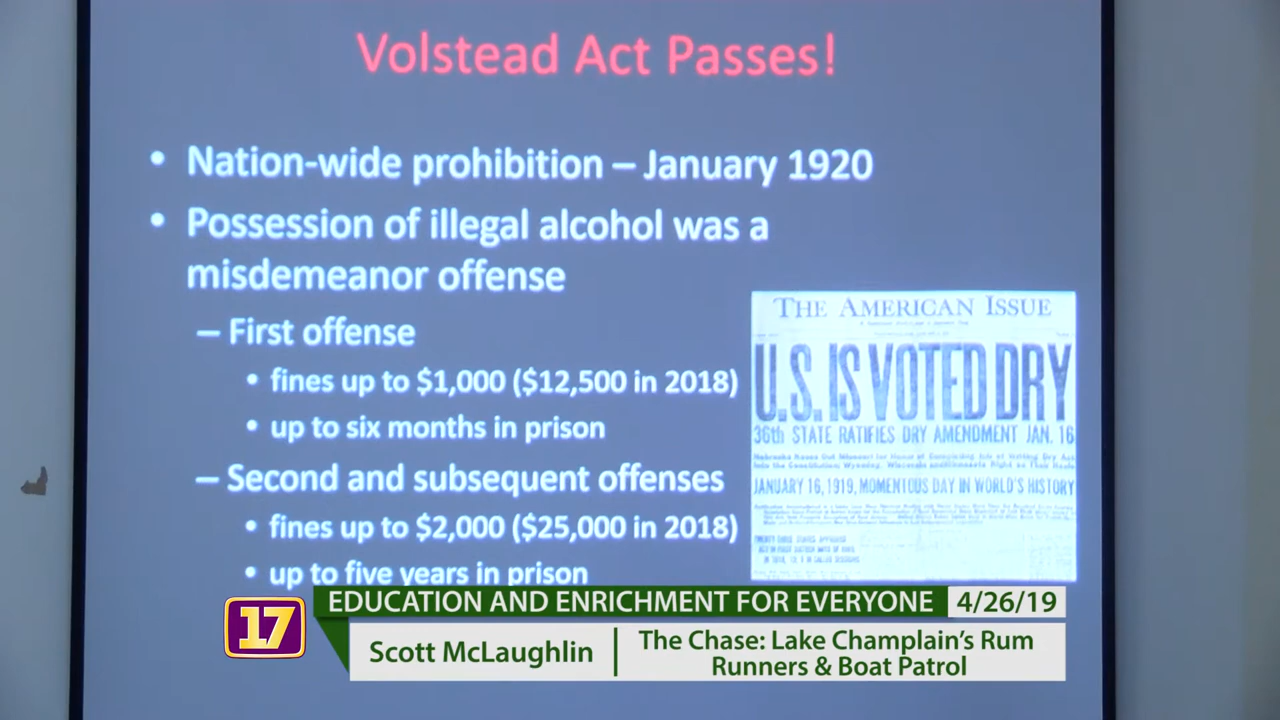 Volstead Act Passes!
• Nation-wide prohibition – January 1920
• Possession of illegal alcohol was a
misdemeanor offense
– First offense
• fines up to $1,000 ($12,500 in 2018)
• up to six months in prison
– Second and subsequent offenses
• fines up to $2,000 ($25,000 in 2018)
• up to five years in prison
THE AMERICAN ISSUE
U.S. IS VOTED DRY
36th STATE RATIFIES DRY AMENDMENT JAN. 16
JANUARY 16, 1919, MOMENTOUS DAY IN WORLD'S HISTORY
17
EDUCATION AND ENRICHMENT FOR EVERYONE 4/26/19
Scott McLaughlin
The Chase: Lake Champlain's Rum
Runners & Boat Patrol